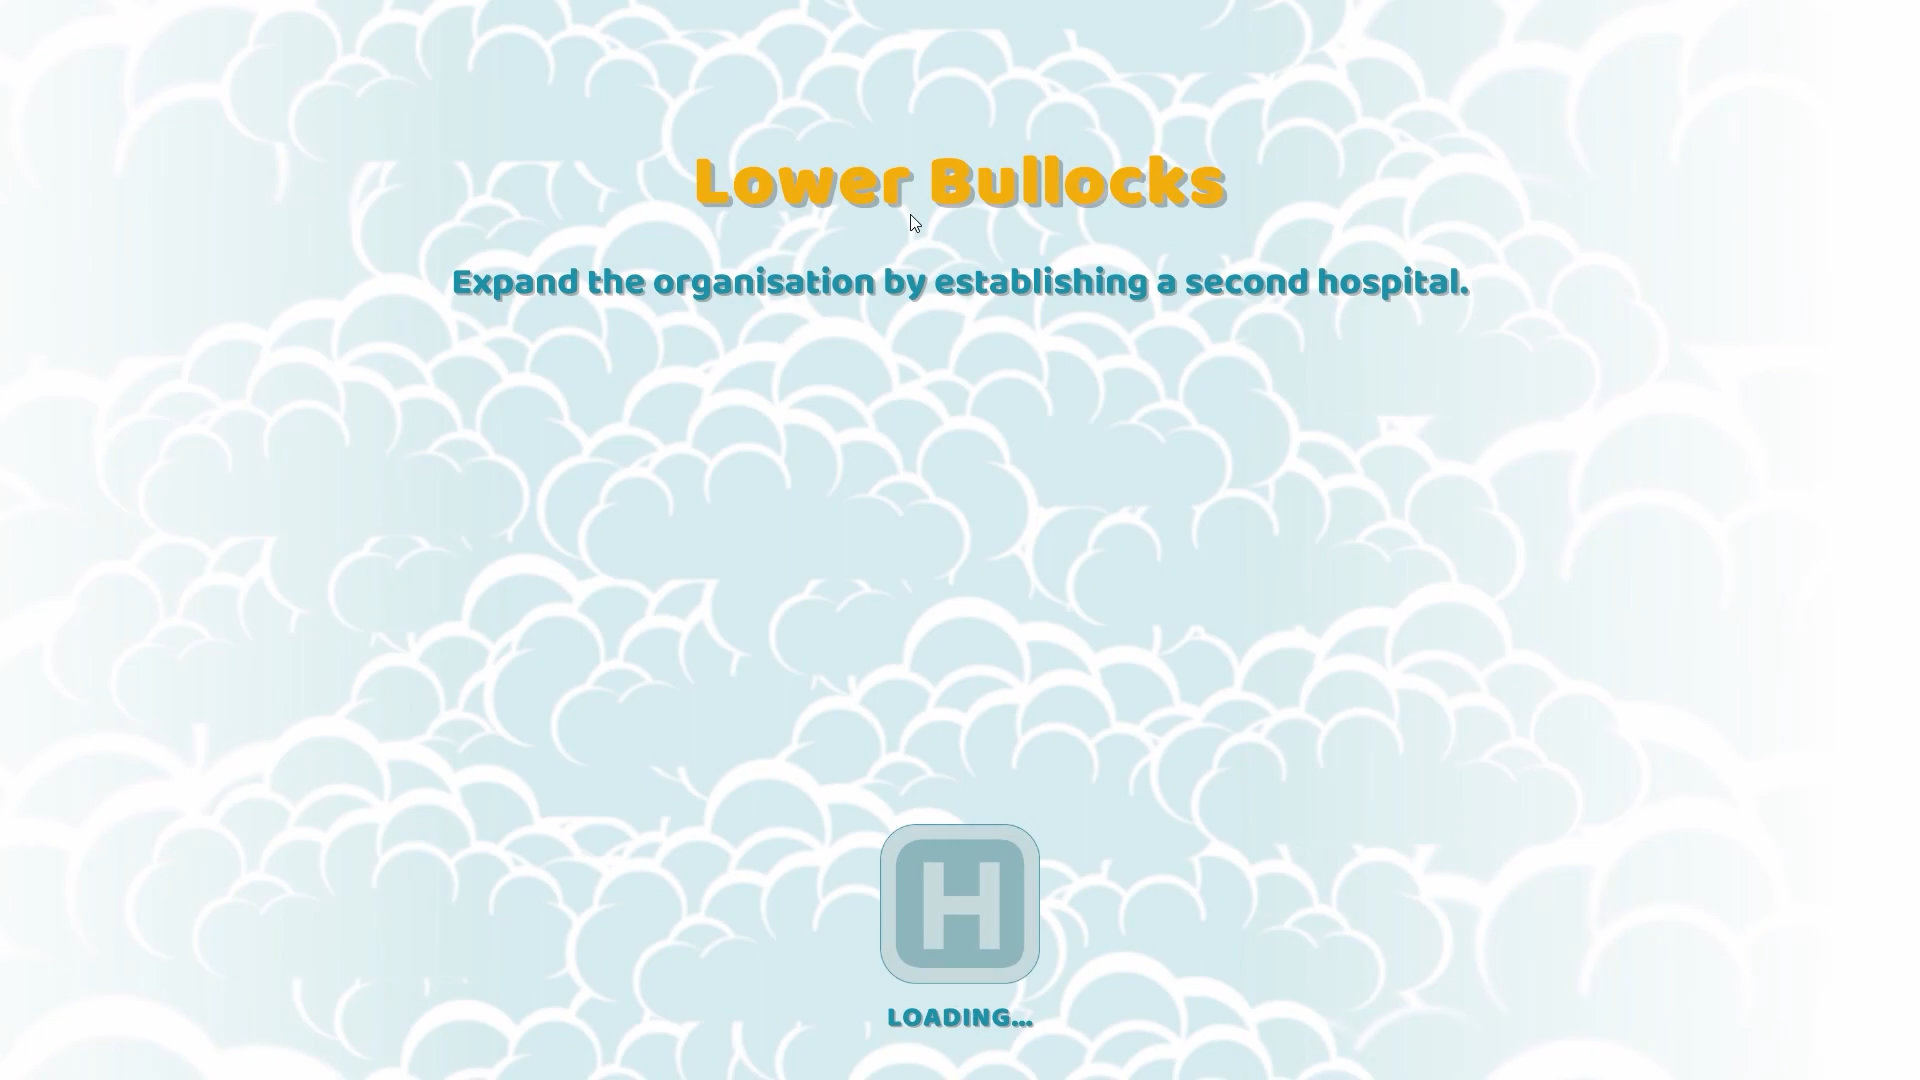 Lower Bullocks
Expand the organisation by establishing a second hospital.
H
LOADING...